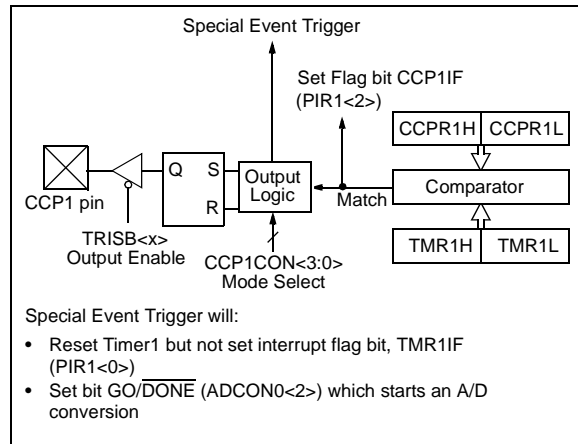 Special Event Trigger
Set Flag bit CCP1IF
(PIR1<2>)
CCPR1H CCPR1L
Q S Output
Logic
R
Match
Comparator
CCP1 pin
TRISB<x>
Output Enable
CCP1CON<3:0>
Mode Select
TMR1H TMR1L
Special Event Trigger will:
• Reset Timer1 but not set interrupt flag bit, TMR1IF
(PIR1<0>)
• Set bit GO/DONE (ADCON0<2>) which starts an A/D
conversion